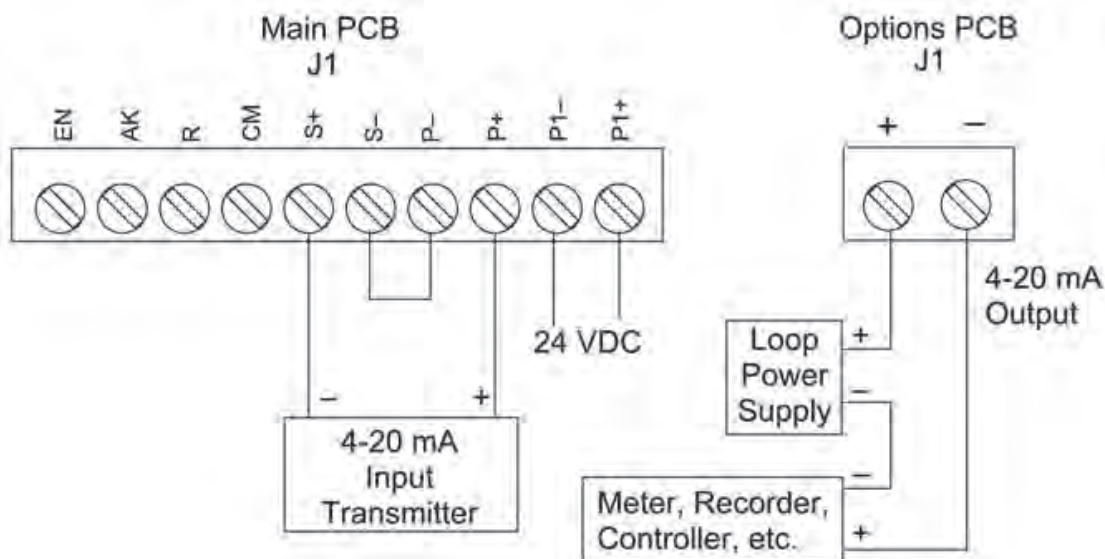 Main PCB
J1
EN AK R CM S+ S– P– P+ P1– P1+
24 VDC
– +
4-20 mA
Input
Transmitter
Options PCB
J1
+ –
4-20 mA
Output
Loop
Power
Supply
+
–
Meter, Recorder,
Controller, etc.
–
+